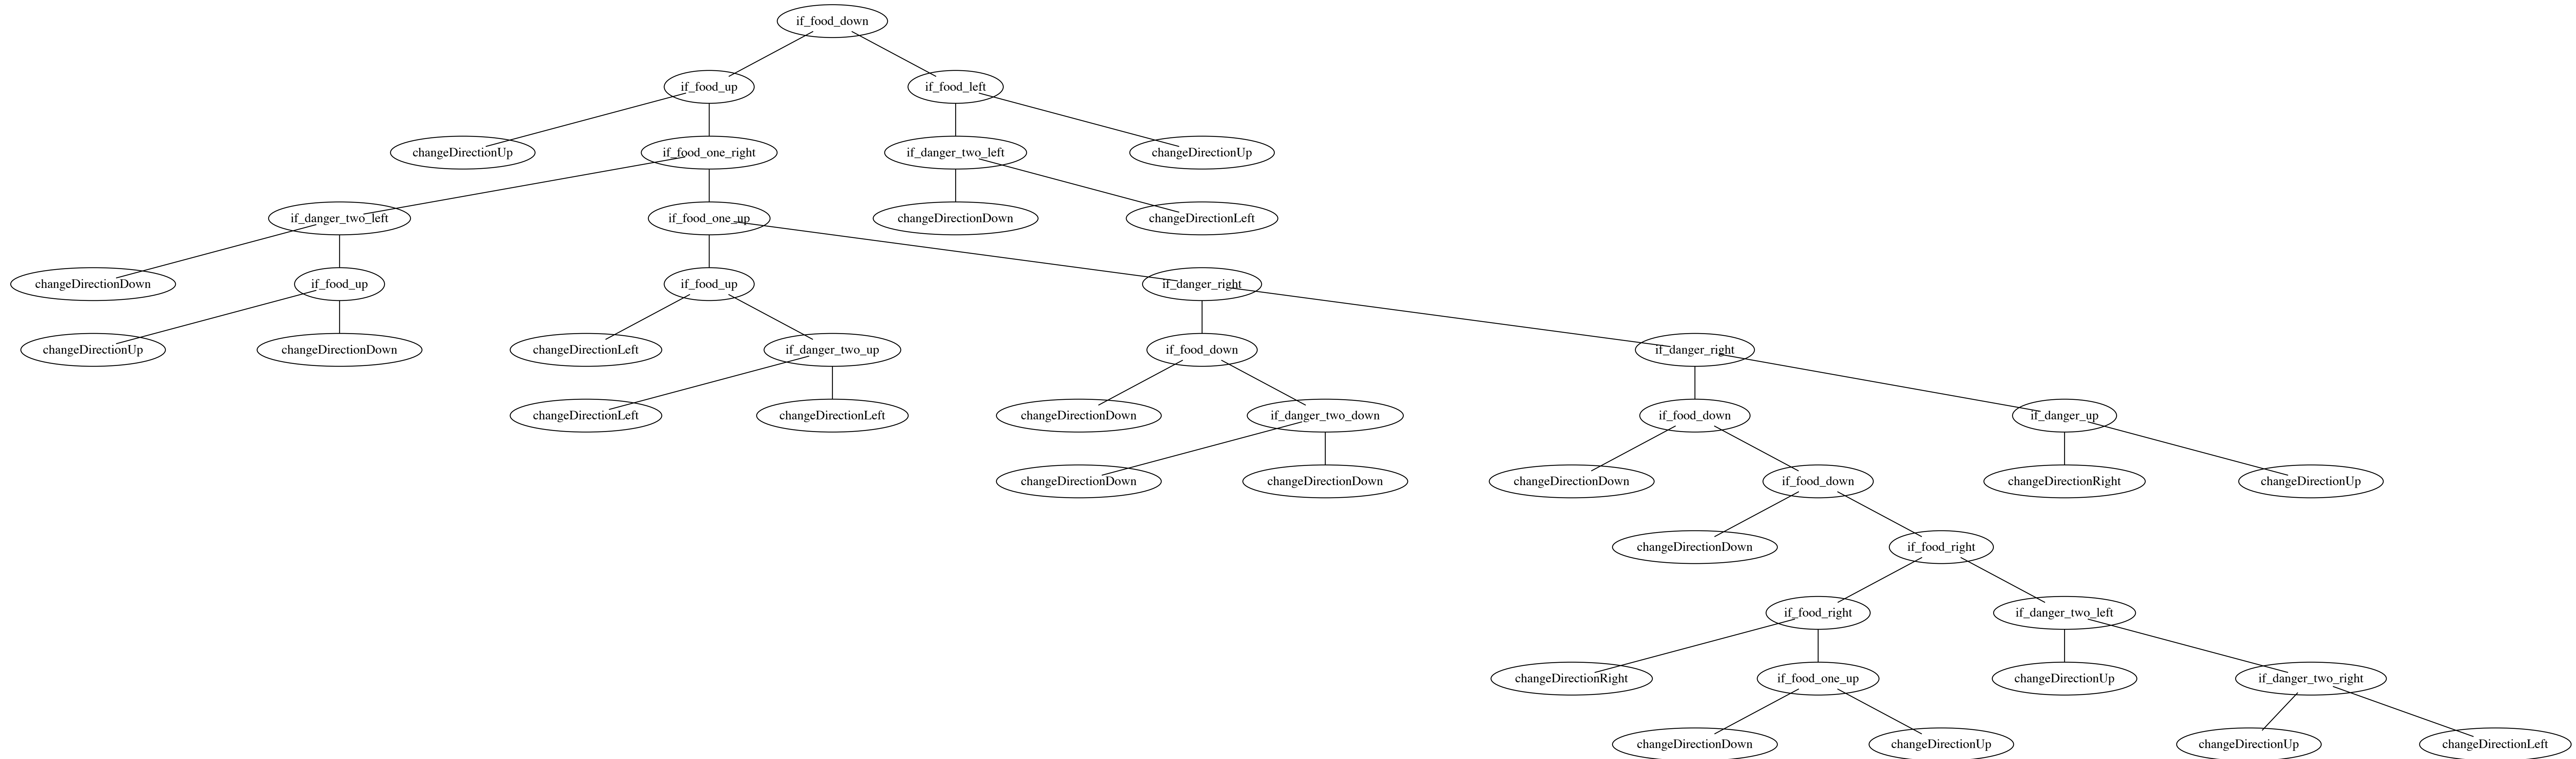 if_food_down
if_food_up
if_food_left
changeDirectionUp
if_food_one_right
if_danger_two_left
changeDirectionUp
if_danger_two_left
if_food_one_up
changeDirectionDown
changeDirectionLeft
changeDirectionDown
if_food_up
if_food_up
if_danger_right
changeDirectionUp
changeDirectionDown
changeDirectionLeft
if_danger_two_up
if_food_down
if_danger_right
changeDirectionLeft
changeDirectionLeft
changeDirectionDown
if_danger_two_down
if_food_down
if_danger_up
changeDirectionDown
changeDirectionDown
changeDirectionDown
if_food_down
changeDirectionRight
changeDirectionUp
changeDirectionDown
if_food_right
if_food_right
if_danger_two_left
changeDirectionRight
if_food_one_up
changeDirectionUp
if_danger_two_right
changeDirectionDown
changeDirectionUp
changeDirectionUp
changeDirectionLeft